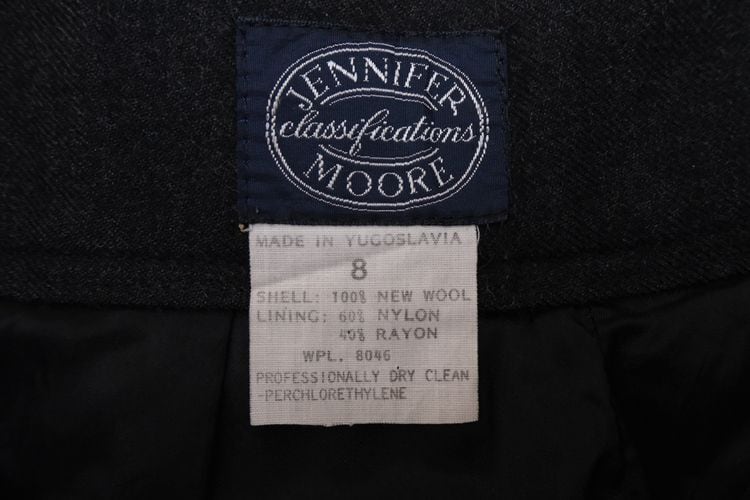 JENNIFER
classifications
MOORE
MADE IN YUGOSLAVIA
8
SHELL: 100% NEW WOOL
LINING: 60% NYLON
40% RAYON
WPL. 8046
PROFESSIONALLY DRY CLEAN
-PERCHLORETHYLENE